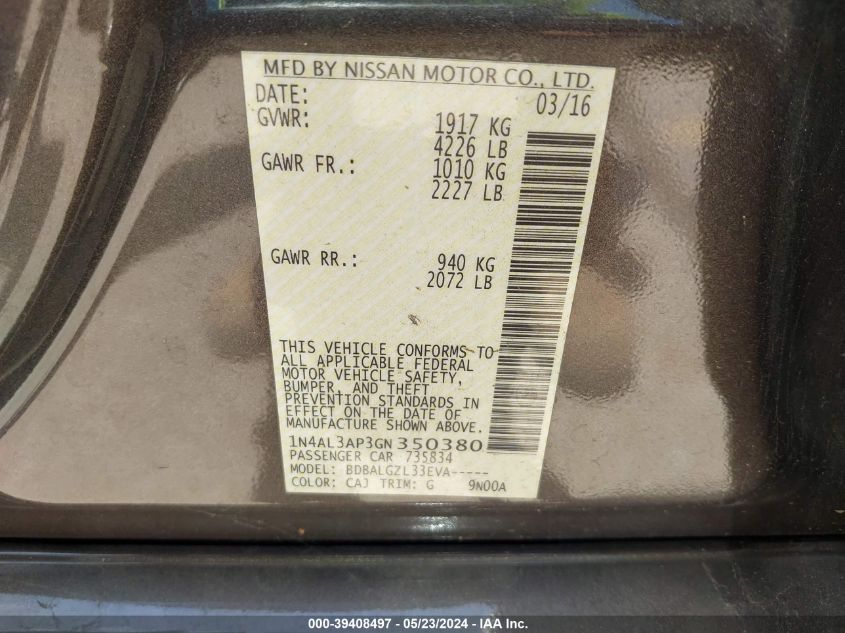 MFD BY NISSAN MOTOR CO., LTD.
DATE: 03/16
GVWR: 1917 KG
4226 LB
GAWR FR.: 1010 KG
2227 LB
GAWR RR.: 940 KG
2072 LB
THIS VEHICLE CONFORMS TO
ALL APPLICABLE FEDERAL
MOTOR VEHICLE SAFETY,
BUMPER, AND THEFT
PREVENTION STANDARDS IN
EFFECT ON THE DATE OF
MANUFACTURE SHOWN ABOVE.
1N4AL3AP3GN350380
PASSENGER CAR 735834
MODEL: BDBALGZL33EVA-----
COLOR: CAJ TRIM: G 9N00A
000-39408497 - 05/23/2024 - IAA Inc.